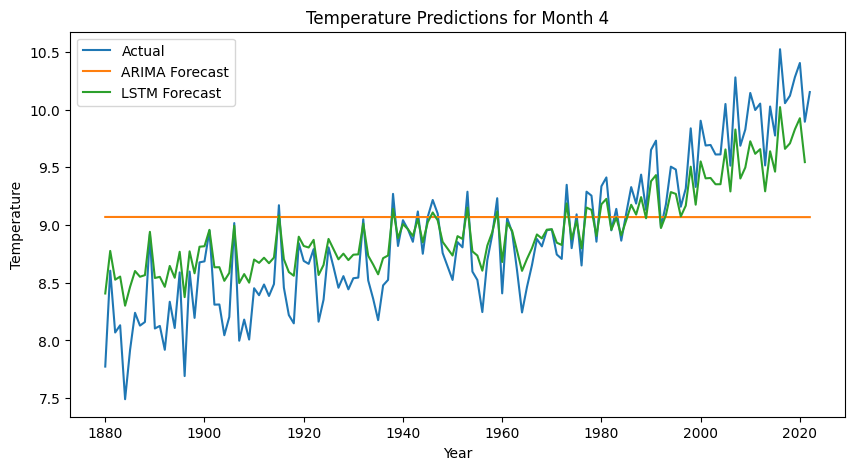 Temperature Predictions for Month 4
Actual
ARIMA Forecast
LSTM Forecast
Temperature
10.5
10.0
9.5
9.0
8.5
8.0
7.5
1880
1900
1920
1940
1960
1980
2000
2020
Year